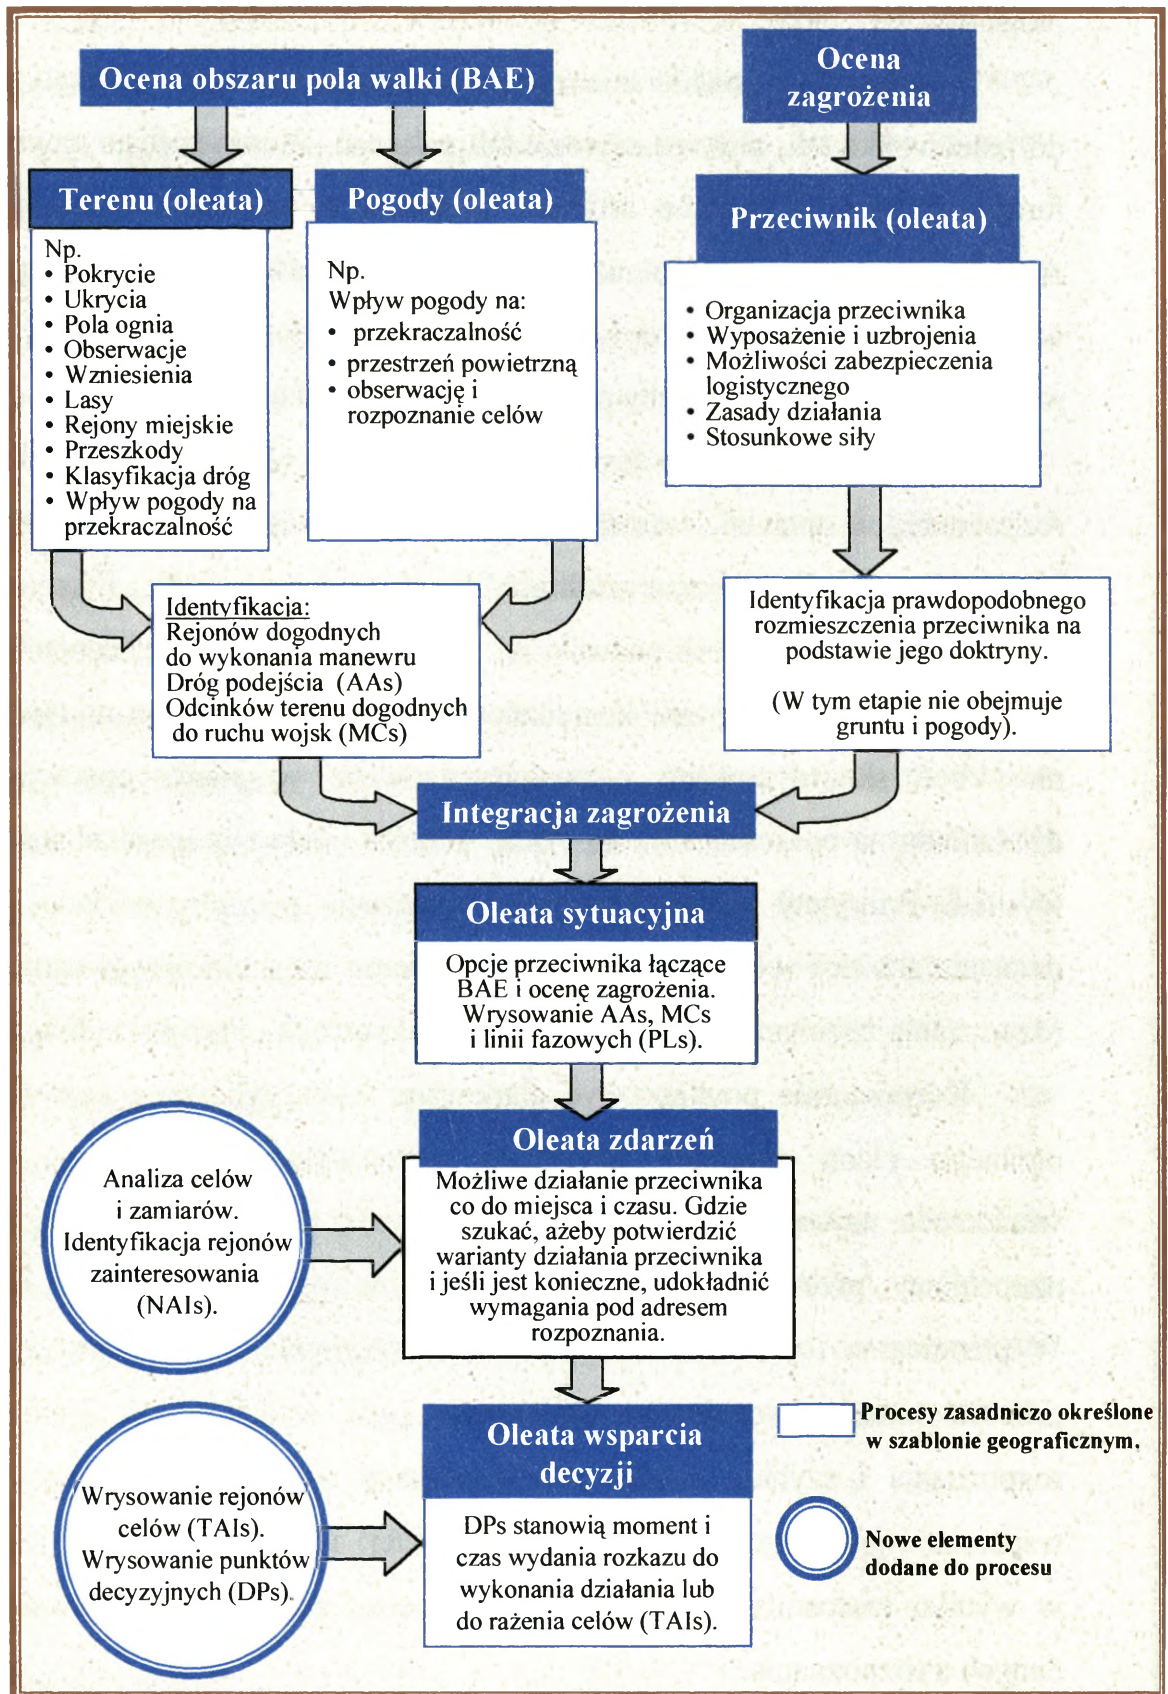 Ocena obszaru pola walki (BAE)
Ocena
zagrożenia
Terenu (oleata)
Np.
• Pokrycie
• Ukrycia
• Pola ognia
• Obserwacje
• Wzniesienia
• Lasy
• Rejony miejskie
• Przeszkody
• Klasyfikacja dróg
• Wpływ pogody na
przekraczalność
Pogody (oleata)
Np.
Wpływ pogody na:
• przekraczalność
• przestrzeń powietrzną
• obserwację i
rozpoznanie celów
Przeciwnik (oleata)
• Organizacja przeciwnika
• Wyposażenie i uzbrojenia
• Możliwości zabezpieczenia
logistycznego
• Zasady działania
• Stosunkowe siły
Identyfikacja:
Rejonów dogodnych
do wykonania manewru
Dróg podejścia (AAs)
Odcinków terenu dogodnych
do ruchu wojsk (MCs)
Identyfikacja prawdopodobnego
rozmieszczenia przeciwnika na
podstawie jego doktryny.
(W tym etapie nie obejmuje
gruntu i pogody).
Integracja zagrożenia
Oleata sytuacyjna
Opcje przeciwnika łączące
BAE i ocenę zagrożenia.
Wrysowanie AAs, MCs
i linii fazowych (PLs).
Oleata zdarzeń
Możliwe działanie przeciwnika
co do miejsca i czasu. Gdzie
szukać, ażeby potwierdzić
warianty działania przeciwnika
i jeśli jest konieczne, udokładnić
wymagania pod adresem
rozpoznania.
Analiza celów
i zamiarów.
Identyfikacja rejonów
zainteresowania
(NAIs).
Oleata wsparcia
decyzji
DPs stanowią moment i
czas wydania rozkazu do
wykonania działania lub
do rażenia celów (TAIs).
Wrysowanie rejonów
celów (TAIs).
Wrysowanie punktów
decyzyjnych (DPs).
Procesy zasadniczo określone
w szablonie geograficznym.
Nowe elementy
dodane do procesu